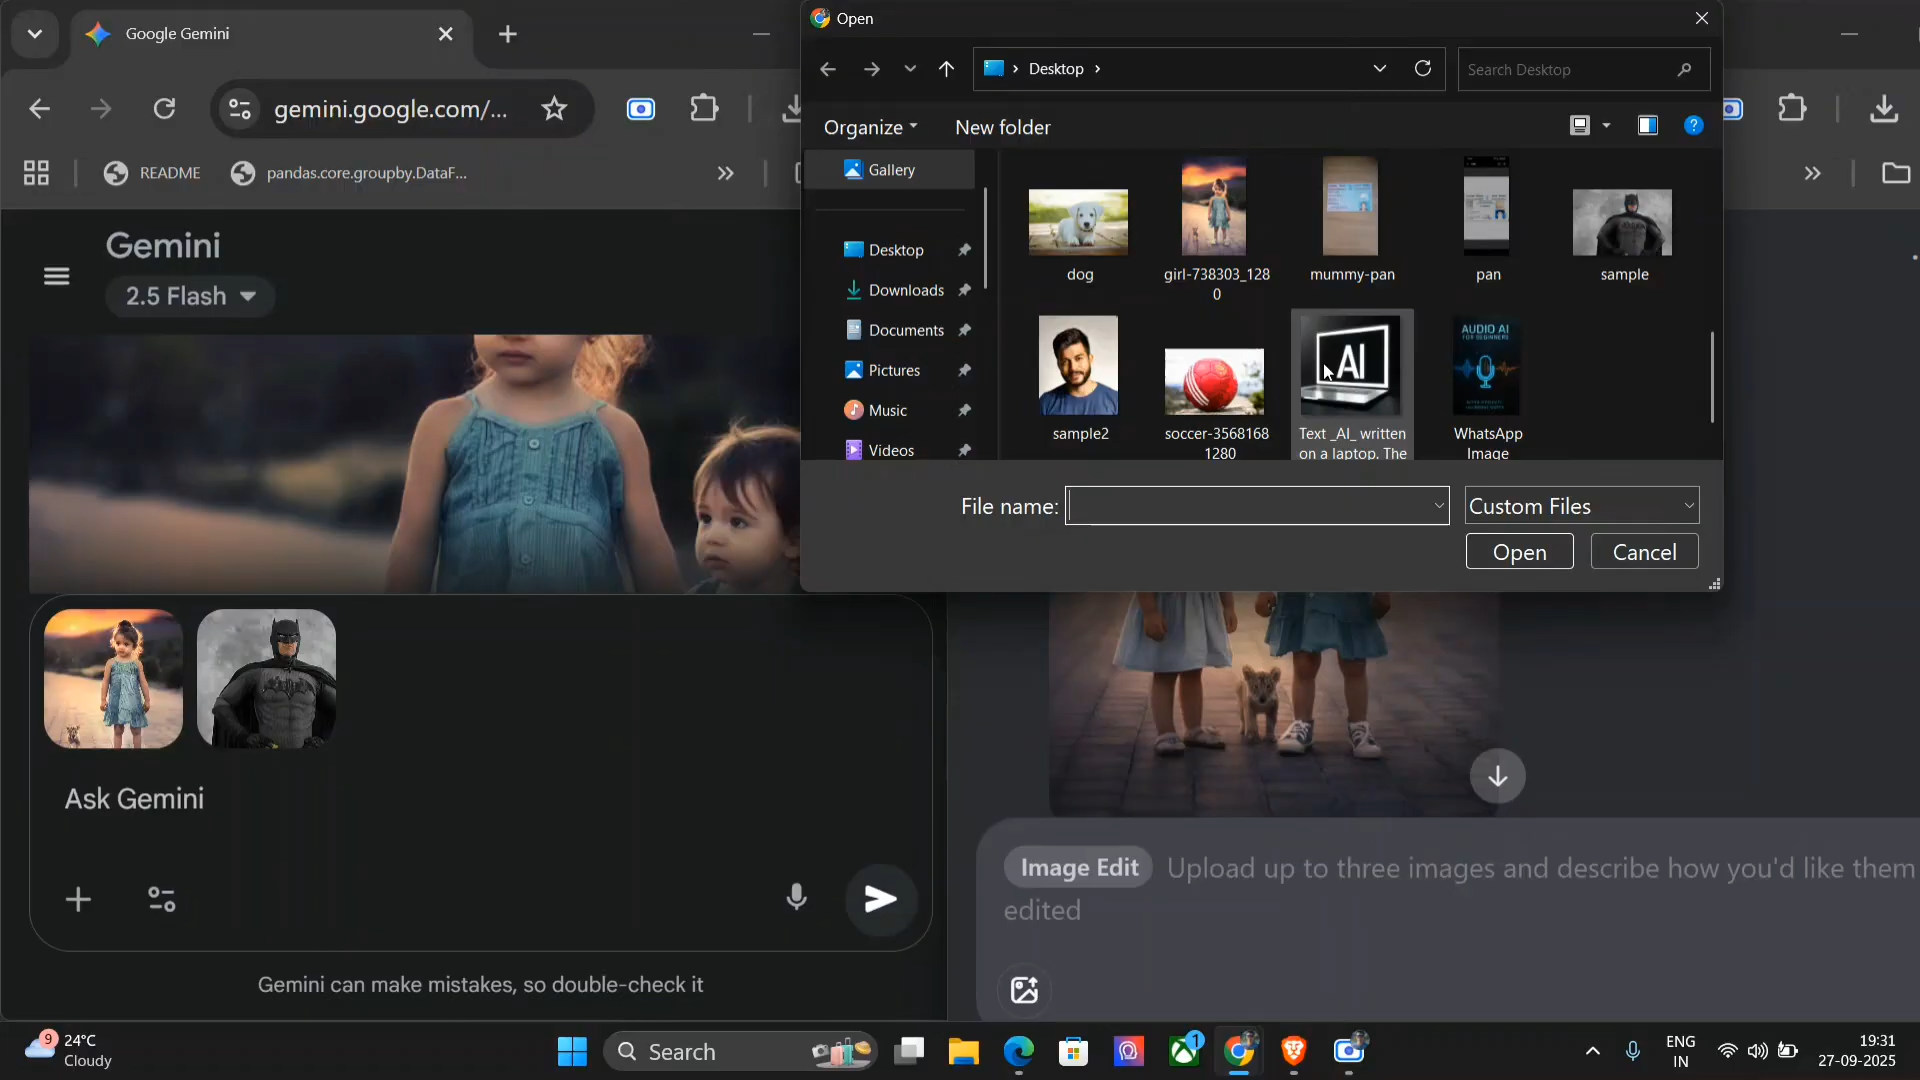 Google Gemini
gemini.google.com/...
README
pandas.core.groupby.DataF...
Gemini
2.5 Flash
Ask Gemini
Gemini can make mistakes, so double-check it
Open
Desktop
Search Desktop
Organize
New folder
Gallery
Desktop
Downloads
Documents
Pictures
Music
Videos
dog
girl-738303_128
0
mummy-pan
pan
sample
AI
AUDIO AI
FOR BEGINNERS
sample2
soccer-3568168
1280
Text _AI_ written
on a laptop. The
WhatsApp
Image
File name:
Custom Files
Open
Cancel
Image Edit
Upload up to three images and describe how you'd like them
edited
9
24°C
Cloudy
Search
1
ENG
IN
19:31
27-09-2025